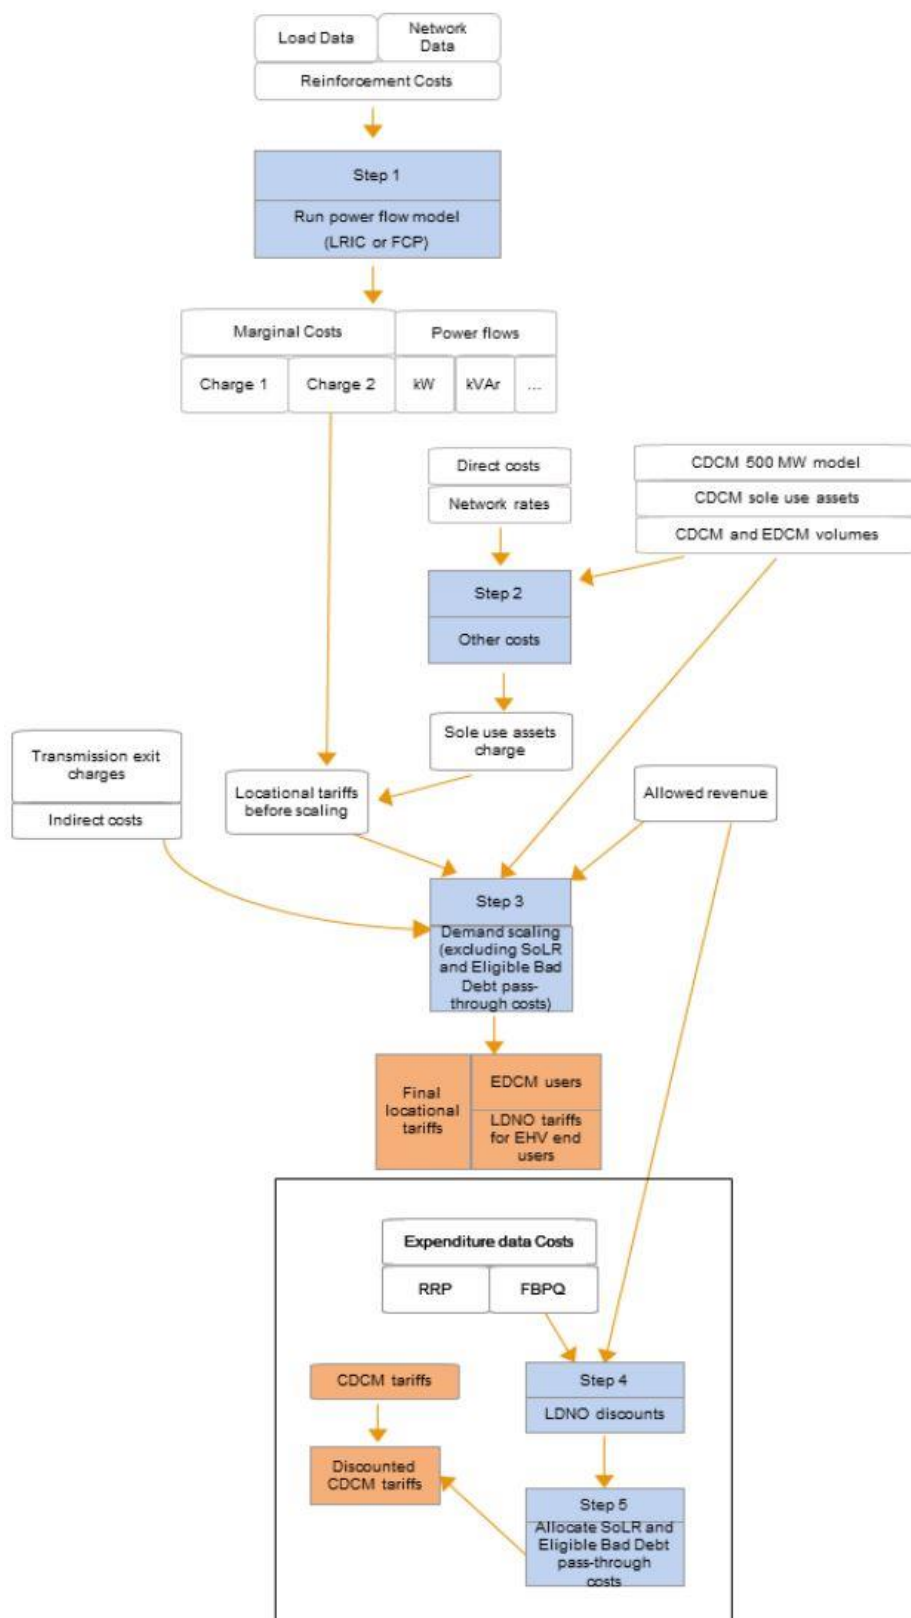 Load Data
Network
Data
Reinforcement Costs
Step 1
Run power flow model
(LRIC or FCP)
Marginal Costs
Power flows
Charge 1
Charge 2
kW
kVAr
...
Direct costs
Network rates
CDCM 500 MW model
CDCM sole use assets
CDCM and EDCM volumes
Step 2
Other costs
Sole use assets
charge
Transmission exit
charges
Indirect costs
Locational tariffs
before scaling
Allowed revenue
Step 3
Demand scaling
(excluding SoLR
and Eligible Bad
Debt pass-
through costs)
Final
locational
tariffs
EDCM users
LDNO tariffs
for EHV end
users
Expenditure data Costs
RRP
FBPQ
CDCM tariffs
Step 4
LDNO discounts
Discounted
CDCM tariffs
Step 5
Allocate SoLR and
Eligible Bad Debt
pass-through
costs